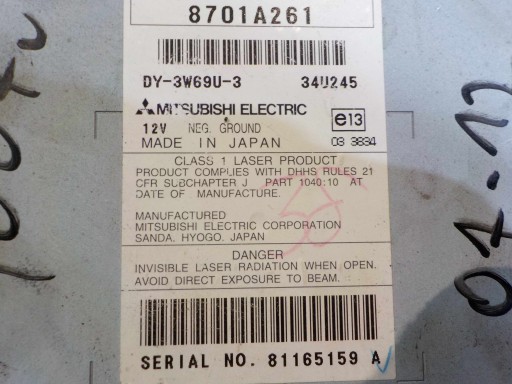 8701A261
DY-3W69U-3 34U245
MITSUBISHI ELECTRIC
12V NEG. GROUND e13
MADE IN JAPAN 03 3834
CLASS 1 LASER PRODUCT
PRODUCT COMPLIES WITH DHHS RULES 21
CFR SUBCHAPTER J PART 1040:10 AT
DATE OF MANUFACTURE.
MANUFACTURED
MITSUBISHI ELECTRIC CORPORATION
SANDA, HYOGO, JAPAN
DANGER
INVISIBLE LASER RADIATION WHEN OPEN.
AVOID DIRECT EXPOSURE TO BEAM.
SERIAL NO. 81165159 A